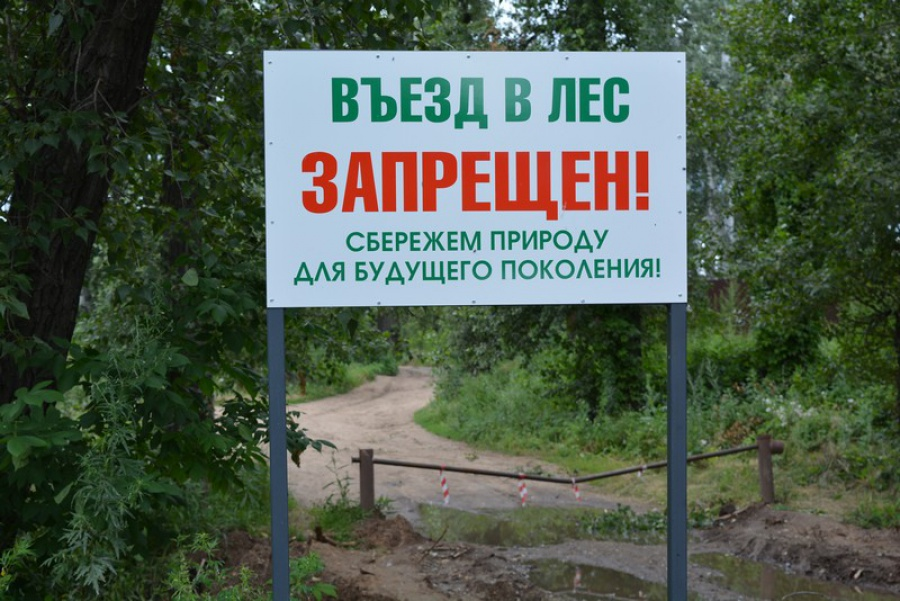 ВЪЕЗД В ЛЕС
ЗАПРЕЩЕН!
СБЕРЕЖЕМ ПРИРОДУ
ДЛЯ БУДУЩЕГО ПОКОЛЕНИЯ!